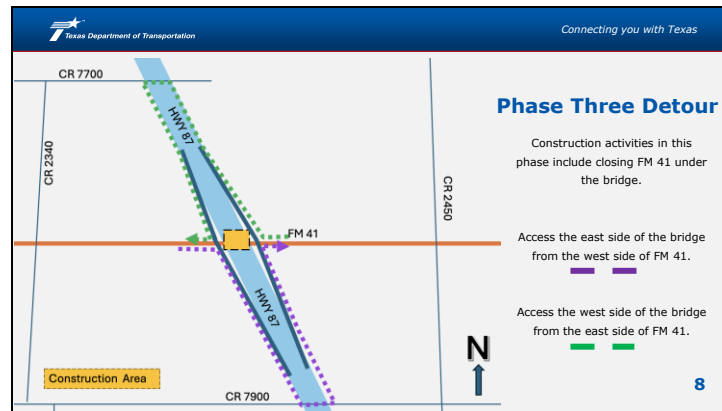 Texas Department of Transportation
Connecting you with Texas
CR 7700
Phase Three Detour
HWY 87
Construction activities in this
phase include closing FM 41 under
the bridge.
CR 2340
CR 2450
FM 41
Access the east side of the bridge
from the west side of FM 41.
HWY 87
Access the west side of the bridge
from the east side of FM 41.
N
Construction Area
8
CR 7900